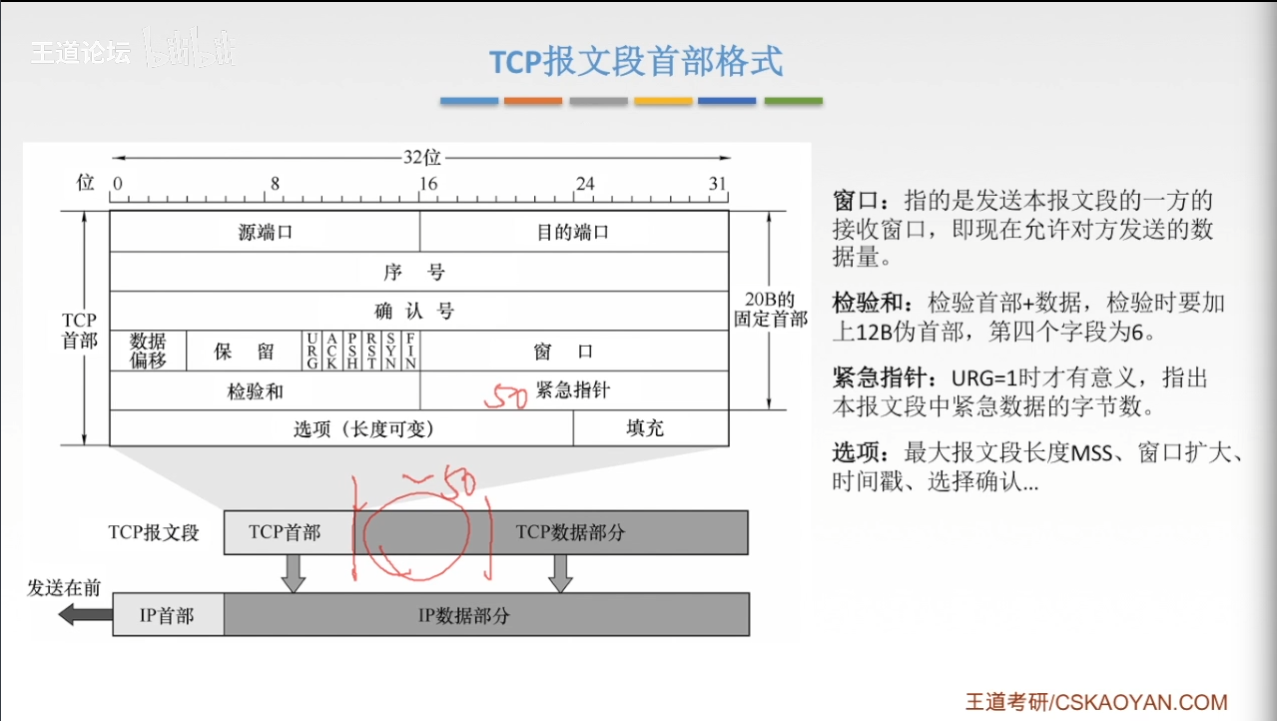 王道论坛 bilibili
TCP报文段首部格式
32位
位 0 8 16 24 31
源端口 目的端口
序 号
确 认 号
TCP
首部
20B的
固定首部
数据
偏移
保 留
URG ACK PSH RST SYN FIN
窗 口
检验和 50 紧急指针
选项（长度可变） 填充
~50
TCP报文段 TCP首部 TCP数据部分
发送在前
IP首部 IP数据部分
窗口：指的是发送本报文段的一方的
接收窗口，即现在允许对方发送的数
据量。
检验和：检验首部+数据，检验时要加
上12B伪首部，第四个字段为6。
紧急指针：URG=1时才有意义，指出
本报文段中紧急数据的字节数。
选项：最大报文段长度MSS、窗口扩大、
时间戳、选择确认…
王道考研/CSKAOYAN.COM